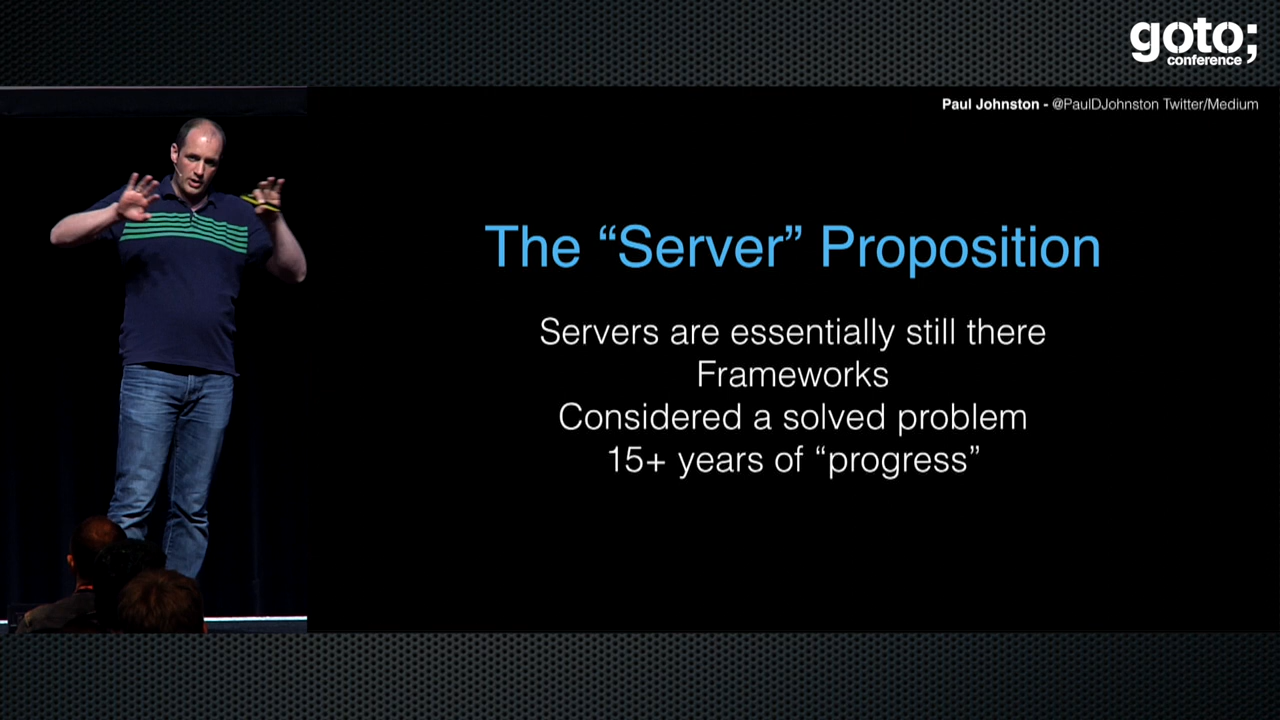 goto;
conference
Paul Johnston - @PaulDJohnston Twitter/Medium
The “Server” Proposition
Servers are essentially still there
Frameworks
Considered a solved problem
15+ years of “progress”